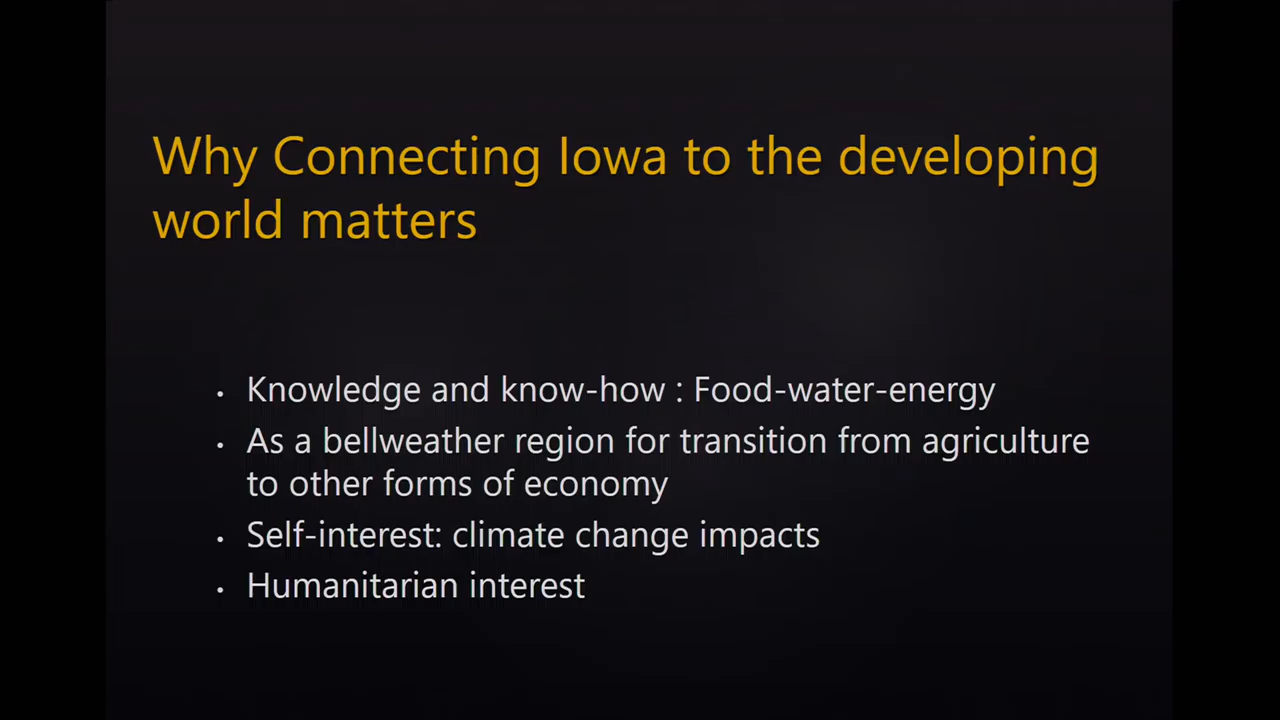 Why Connecting Iowa to the developing
world matters
• Knowledge and know-how : Food-water-energy
• As a bellweather region for transition from agriculture
to other forms of economy
• Self-interest: climate change impacts
• Humanitarian interest